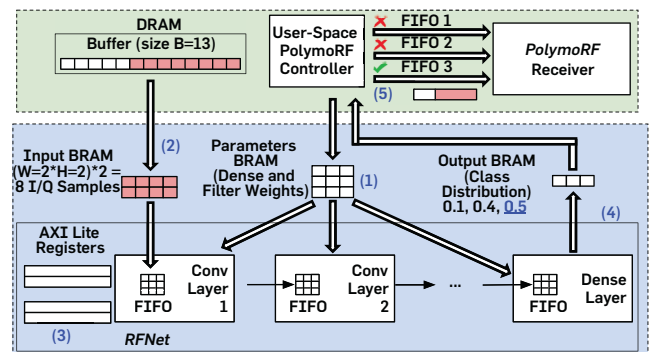 DRAM
Buffer (size B=13)
User-Space
PolymoRF
Controller
FIFO 1
FIFO 2
FIFO 3
(5)
PolymoRF
Receiver
(2)
Input BRAM
(W=2*H=2)*2 =
8 I/Q Samples
Parameters
BRAM
(Dense and
Filter Weights)
(1)
Output BRAM
(Class
Distribution)
0.1, 0.4, 0.5
(4)
AXI Lite
Registers
(3)
FIFO
Conv
Layer
1
FIFO
Conv
Layer
2
...
FIFO
Dense
Layer
RFNet